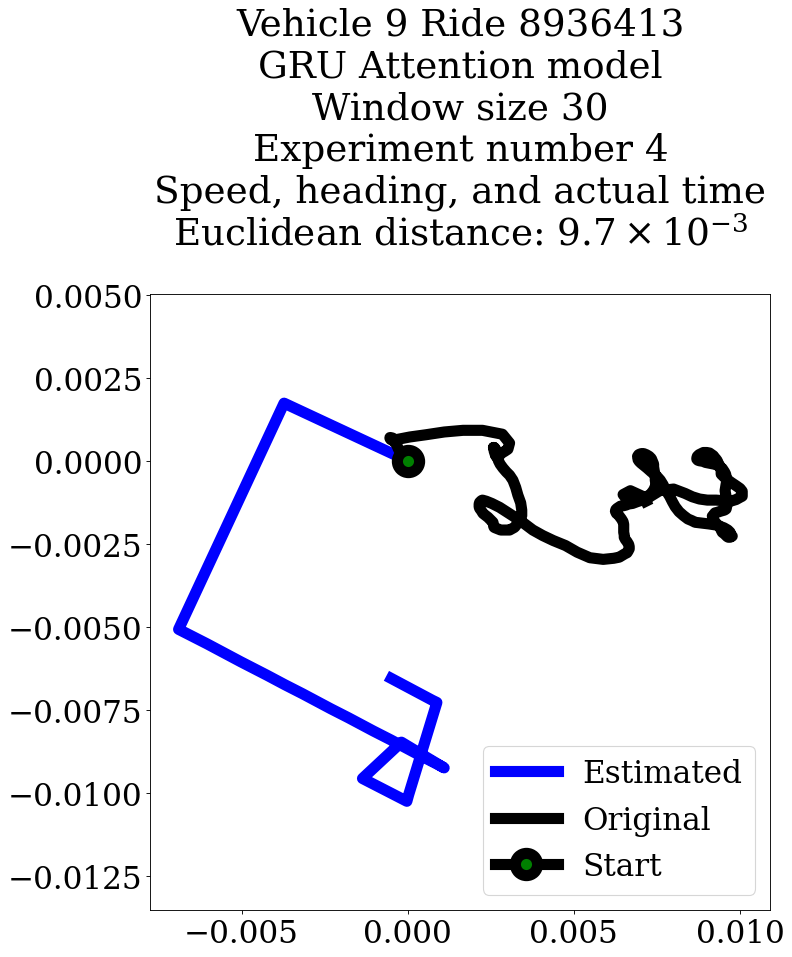 Vehicle 9 Ride 8936413
GRU Attention model
Window size 30
Experiment number 4
Speed, heading, and actual time
Euclidean distance: 9.7 × 10⁻³
0.0050
0.0025
0.0000
−0.0025
−0.0050
−0.0075
−0.0100
−0.0125
Estimated
Original
Start
−0.005 0.000 0.005 0.010